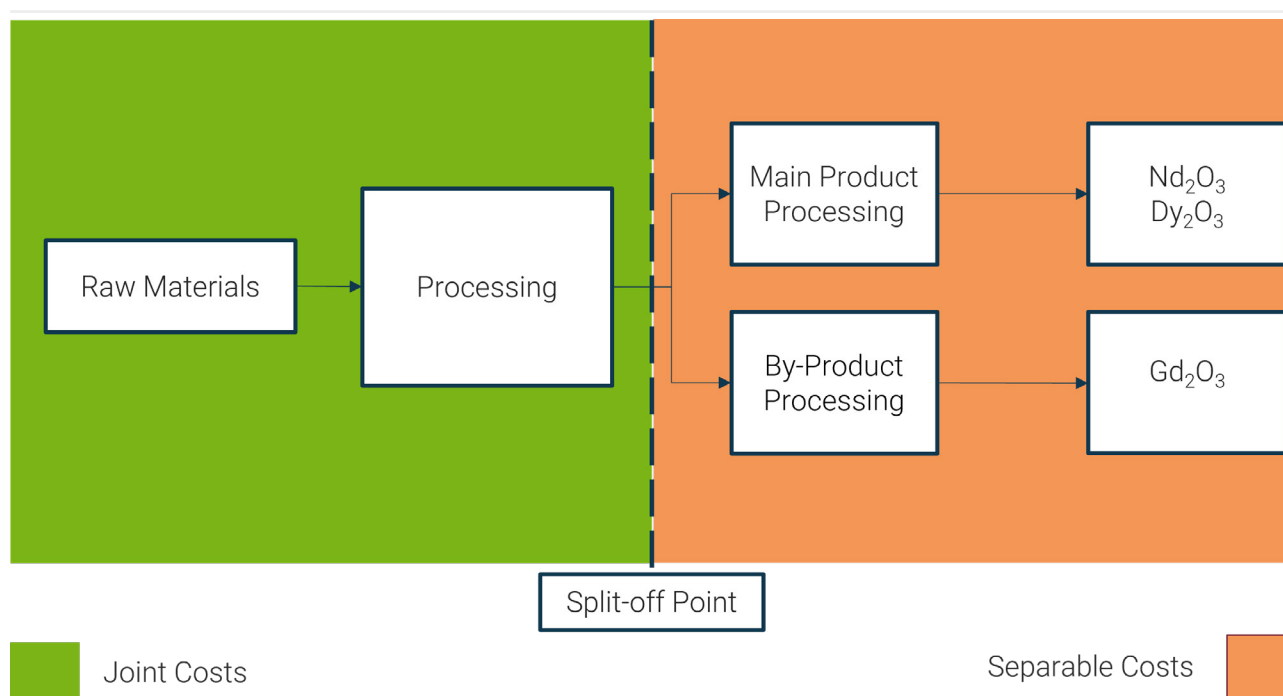 Raw Materials
Processing
Main Product
Processing
Nd₂O₃
Dy₂O₃
By-Product
Processing
Gd₂O₃
Split-off Point
Joint Costs
Separable Costs